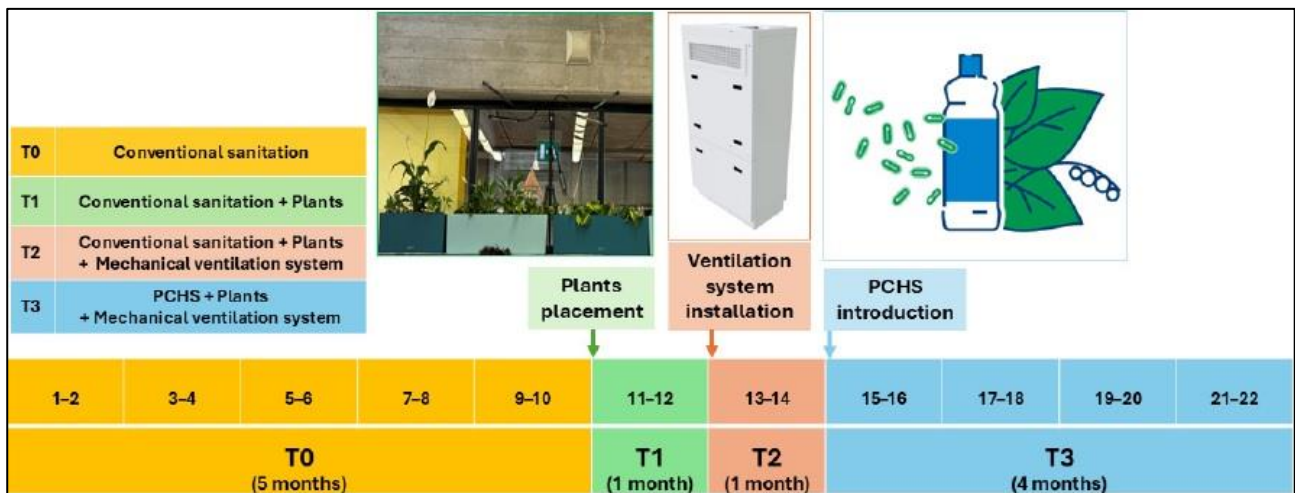 T0 Conventional sanitation
T1 Conventional sanitation + Plants
T2 Conventional sanitation + Plants
+ Mechanical ventilation system
T3 PCHS + Plants
+ Mechanical ventilation system
Plants
placement
Ventilation
system
installation
PCHS
introduction
1–2 3–4 5–6 7–8 9–10 11–12 13–14 15–16 17–18 19–20 21–22
T0 T1 T2 T3
(5 months) (1 month) (1 month) (4 months)